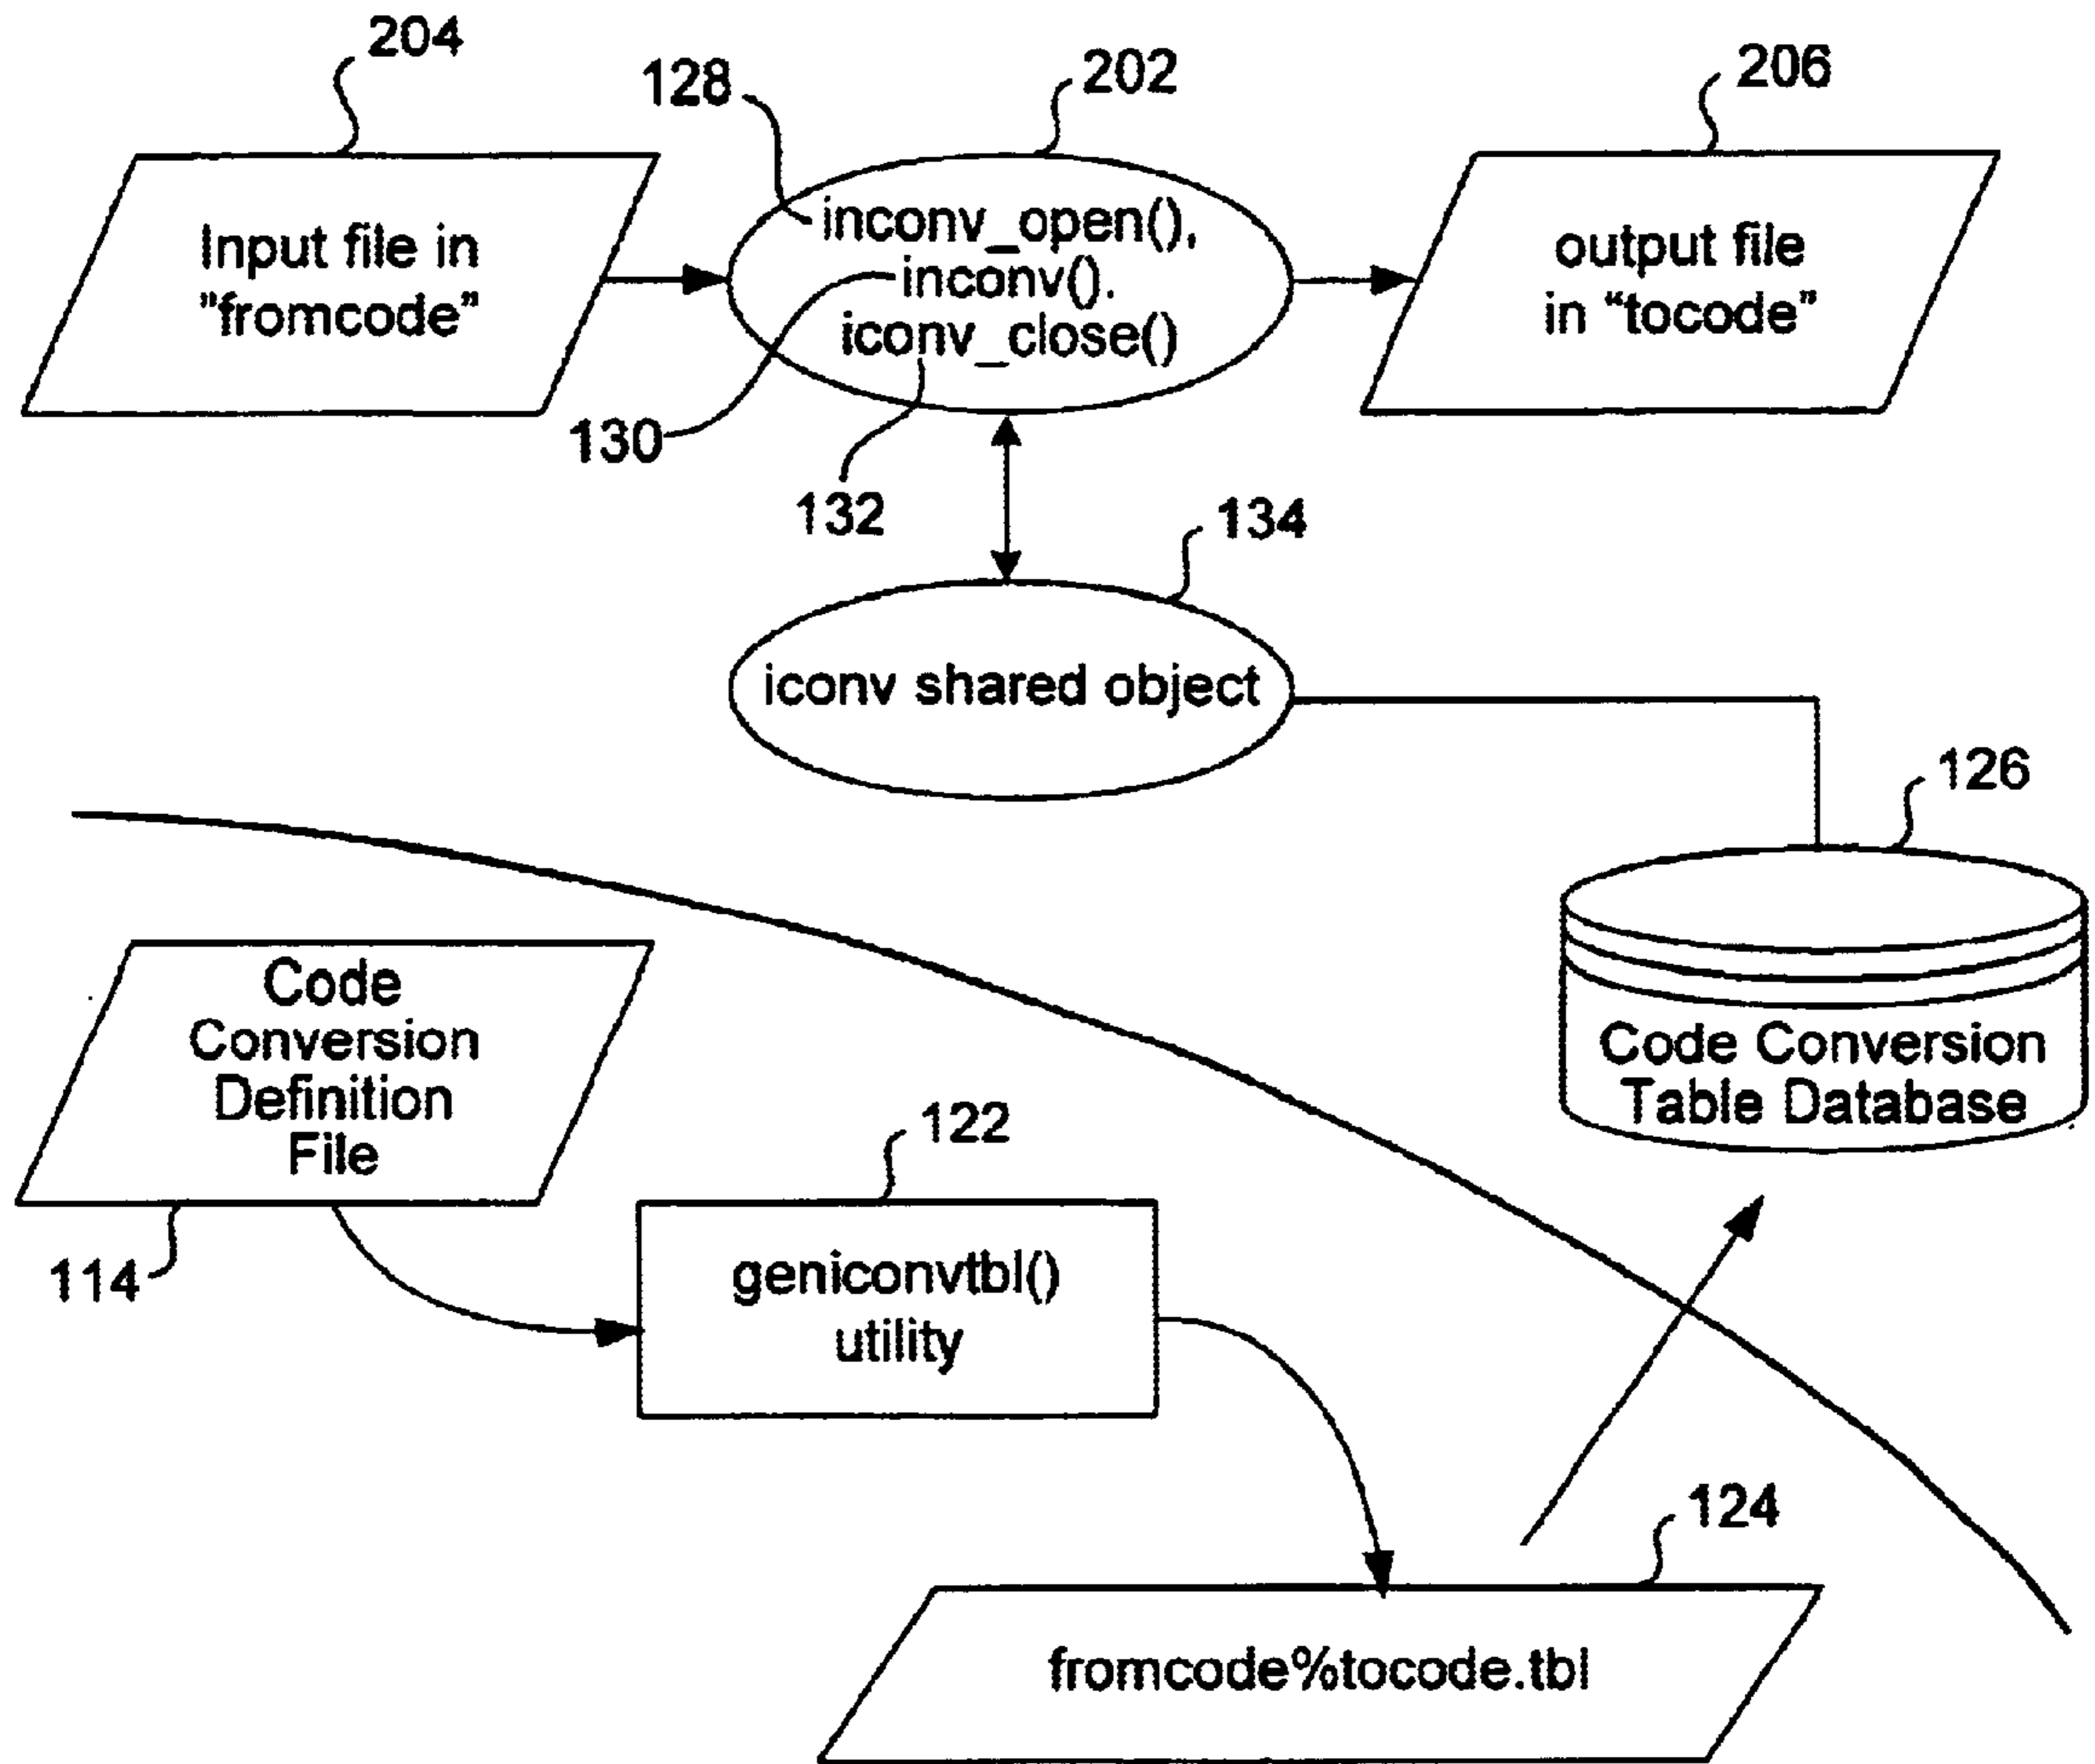 204
128
202
206
Input file in
"fromcode"
inconv_open(),
inconv().
iconv_close()
output file
in “tocode”
130
132
134
iconv shared object
126
Code Conversion
Table Database
Code
Conversion
Definition
File
114
122
geniconvtbl()
utility
124
fromcode%tocode.tbl